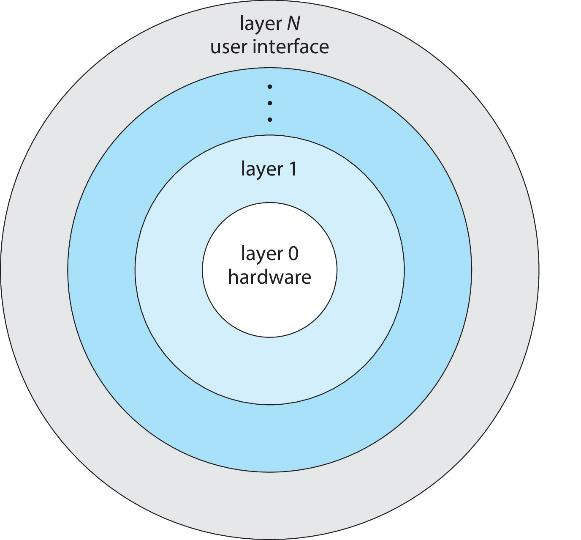 layer N
user interface
layer 1
layer 0
hardware